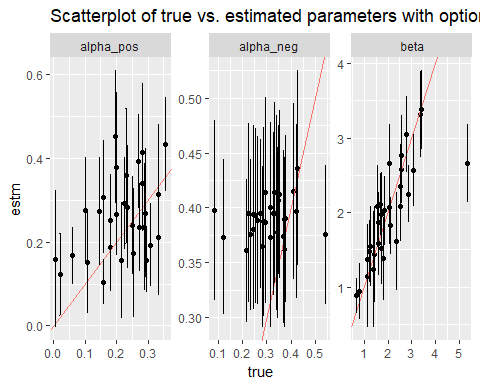 Scatterplot of true vs. estimated parameters with option
alpha_pos alpha_neg beta
0.6
0.4
0.2
0.0
0.50
0.45
0.40
0.35
0.30
4
3
2
1
estm
0.0 0.1 0.2 0.3
0.1 0.2 0.3 0.4 0.5
1 2 3 4 5
true